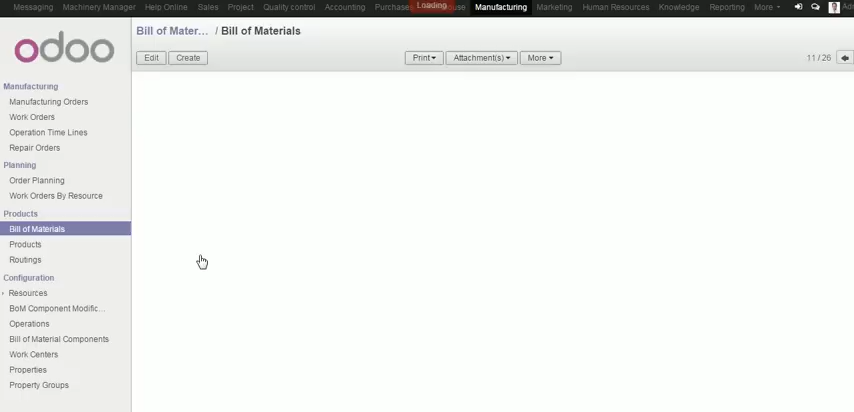 Messaging Machinery Manager Help Online Sales Project Quality control Accounting Purchase Loading Manufacturing Marketing Human Resources Knowledge Reporting More
odoo
Bill of Mater... / Bill of Materials
Edit Create Print Attachment(s) More 11 / 26
Manufacturing
Manufacturing Orders
Work Orders
Operation Time Lines
Repair Orders
Planning
Order Planning
Work Orders By Resource
Products
Bill of Materials
Products
Routings
Configuration
Resources
BoM Component Modific...
Operations
Bill of Material Components
Work Centers
Properties
Property Groups